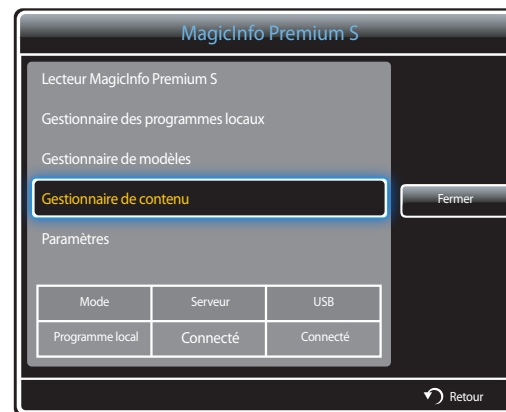 MagicInfo Premium S
Lecteur MagicInfo Premium S
Gestionnaire des programmes locaux
Gestionnaire de modèles
Gestionnaire de contenu
Fermer
Paramètres
Mode Serveur USB
Programme local Connecté Connecté
Retour